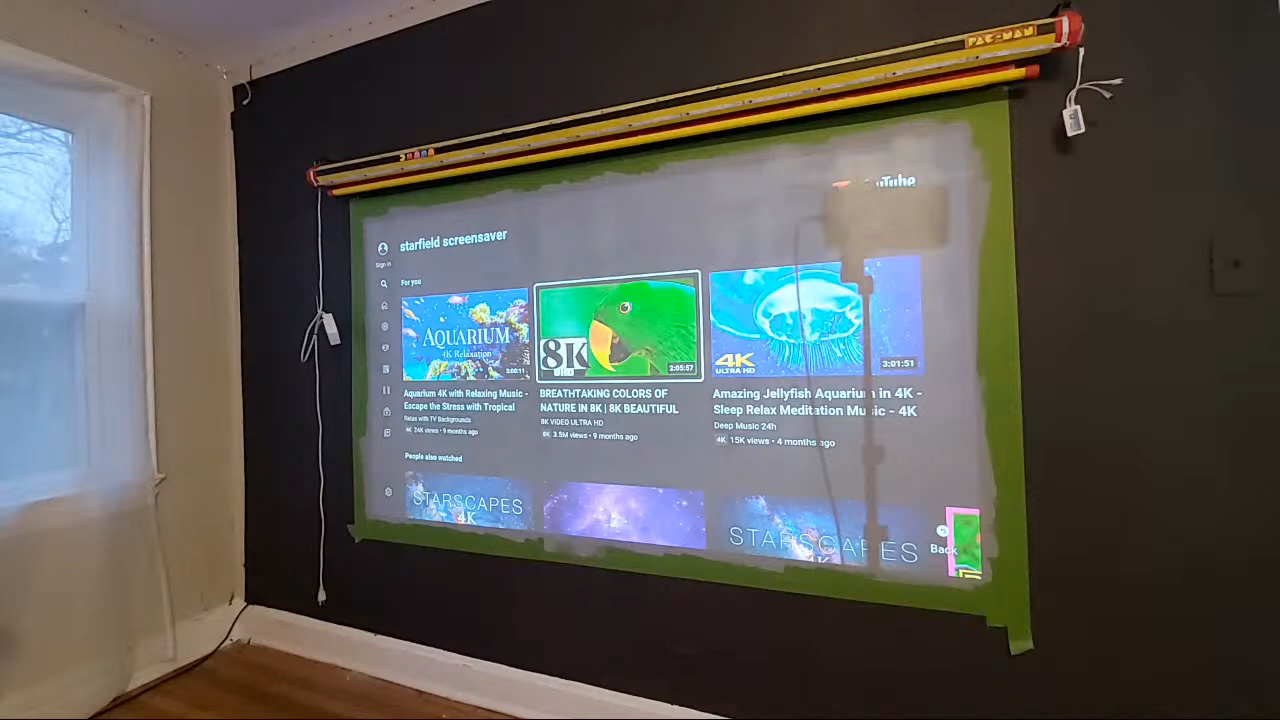 PAC-MAN
starfield screensaver
Sign in
For you
AQUARIUM
4K Relaxation
3:00:11
8K
UHD
2:05:57
4K
ULTRA HD
3:01:51
Aquarium 4K with Relaxing Music -
Escape the Stress with Tropical
Relax with TV Backgrounds
4K 24K views • 9 months ago
BREATHTAKING COLORS OF
NATURE IN 8K | 8K BEAUTIFUL
8K VIDEO ULTRA HD
8K 3.5M views • 9 months ago
Amazing Jellyfish Aquarium in 4K -
Sleep Relax Meditation Music - 4K
Deep Music 24h
4K 15K views • 4 months ago
People also watched
STARSCAPES
4K
STARSCAPES
4K
Back